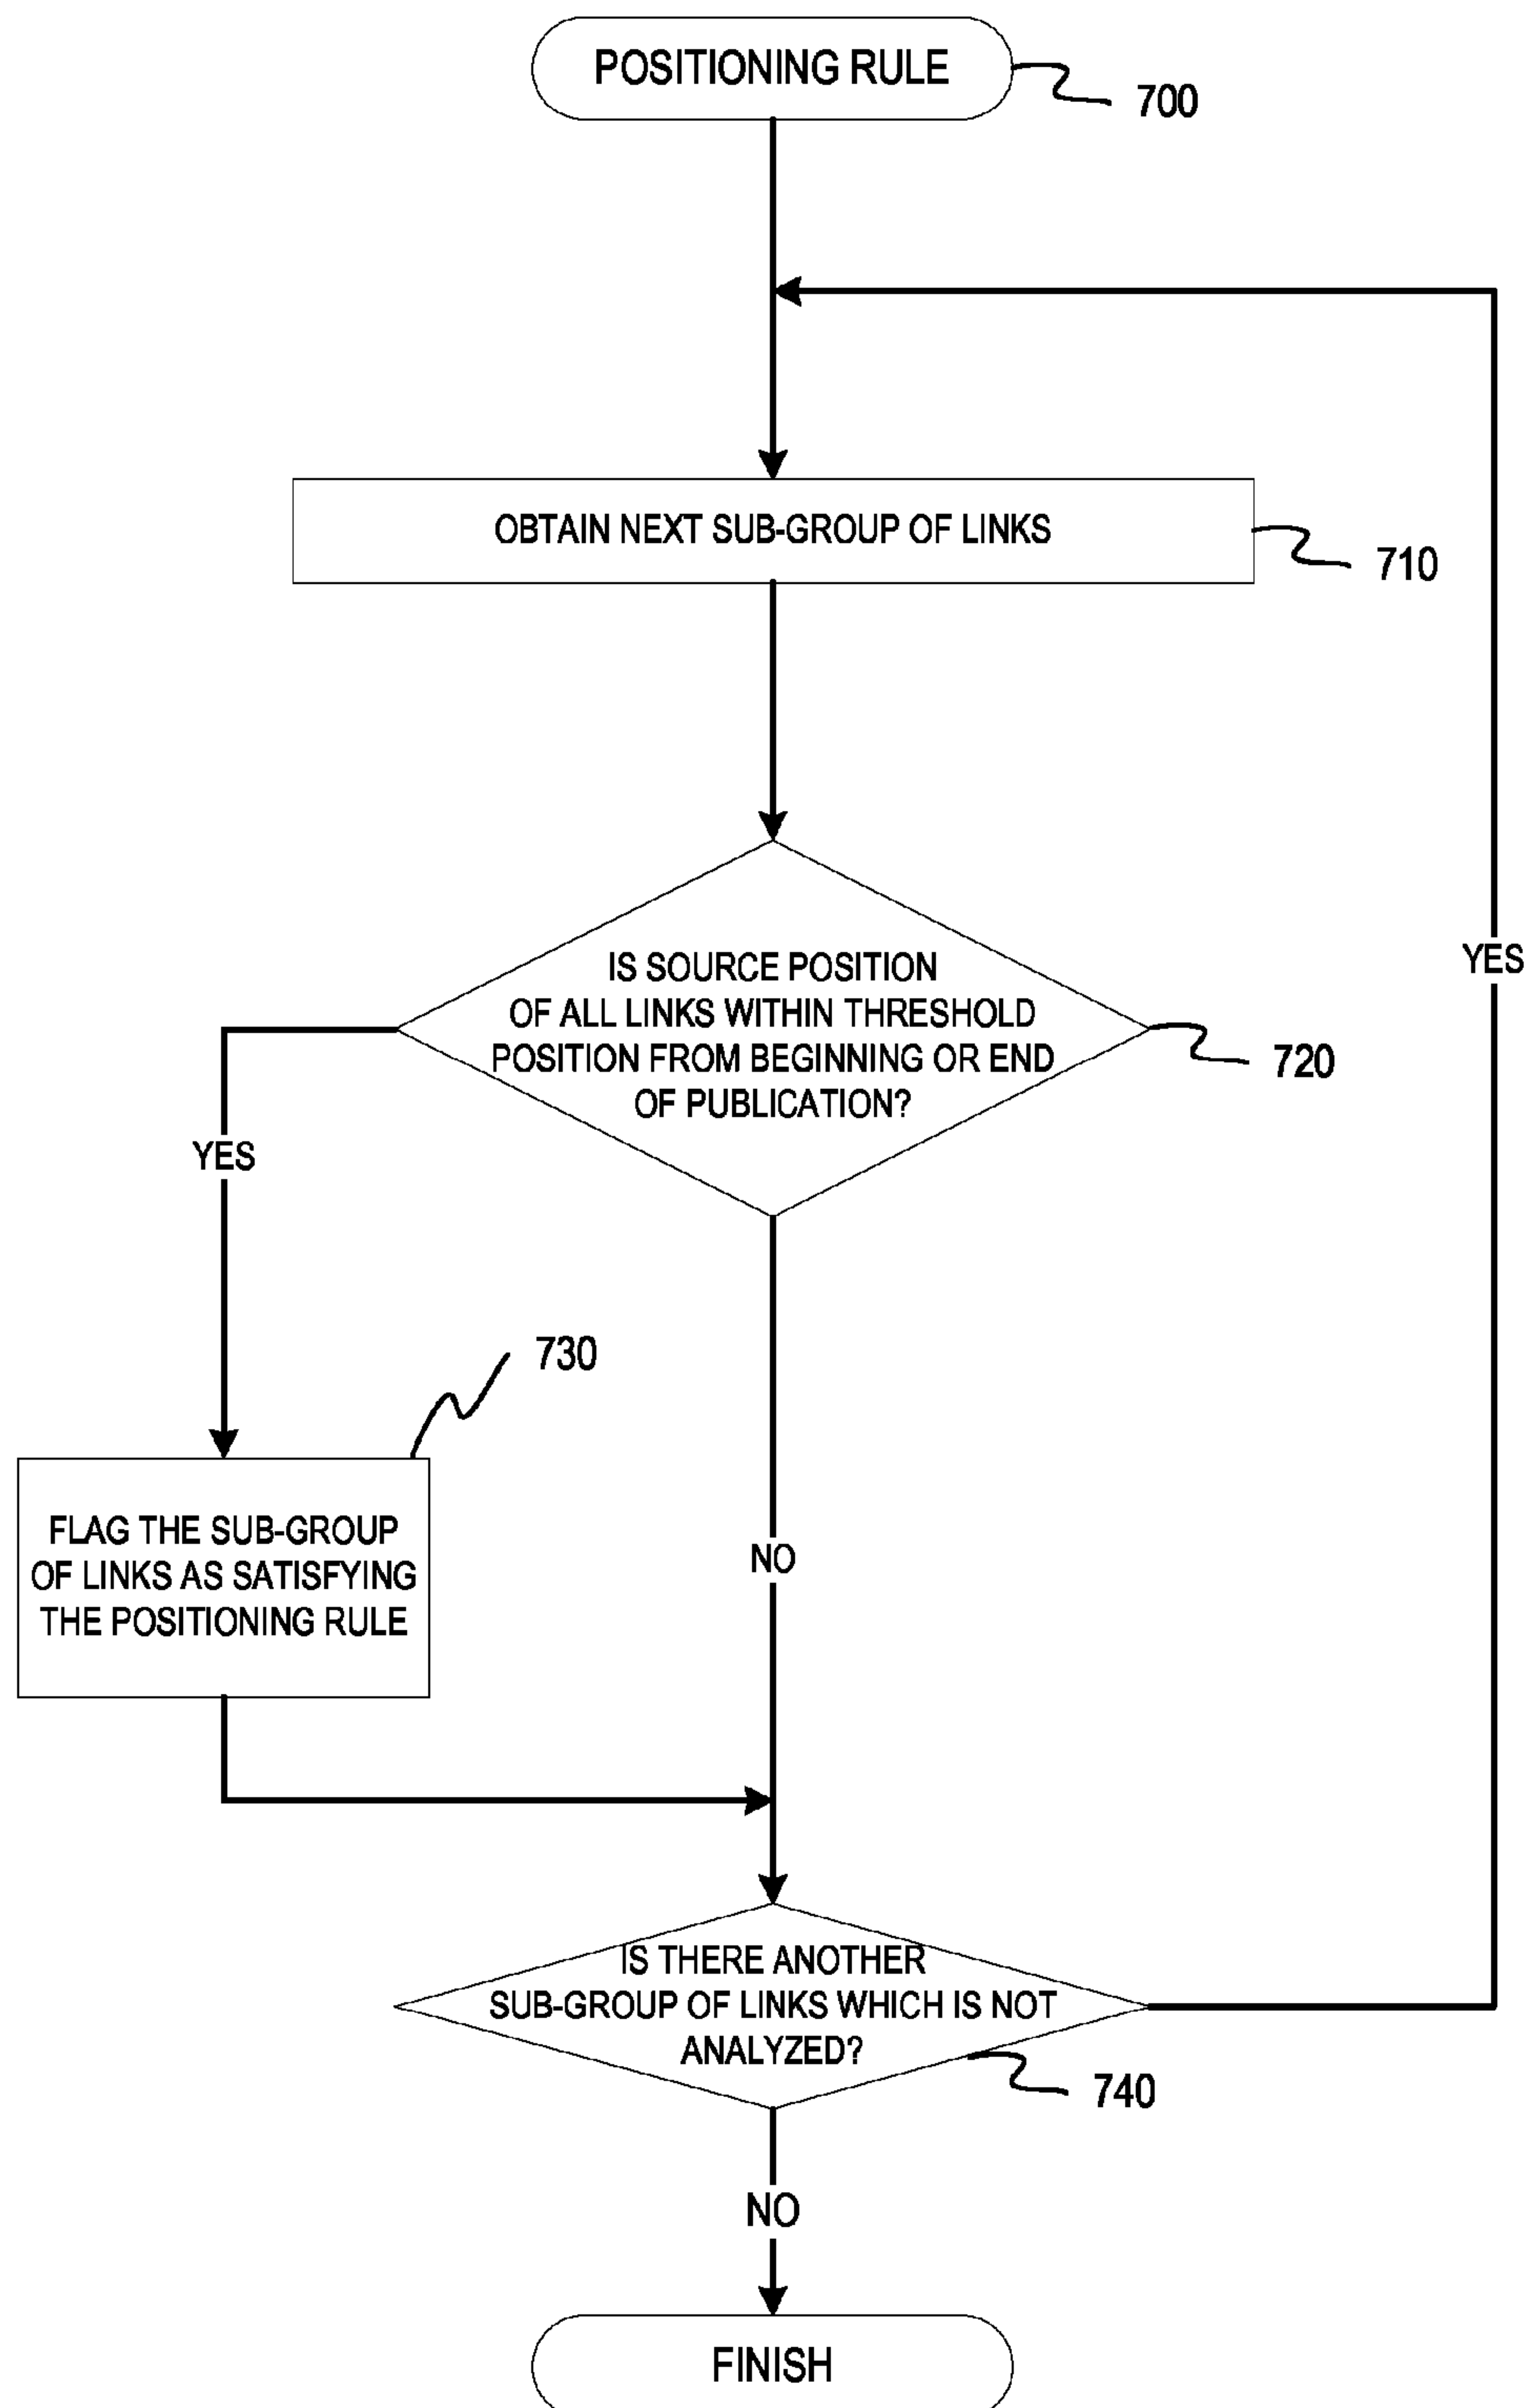 POSITIONING RULE
700
OBTAIN NEXT SUB-GROUP OF LINKS
710
IS SOURCE POSITION
OF ALL LINKS WITHIN THRESHOLD
POSITION FROM BEGINNING OR END
OF PUBLICATION?
720
YES
YES
730
FLAG THE SUB-GROUP
OF LINKS AS SATISFYING
THE POSITIONING RULE
NO
IS THERE ANOTHER
SUB-GROUP OF LINKS WHICH IS NOT
ANALYZED?
740
NO
FINISH